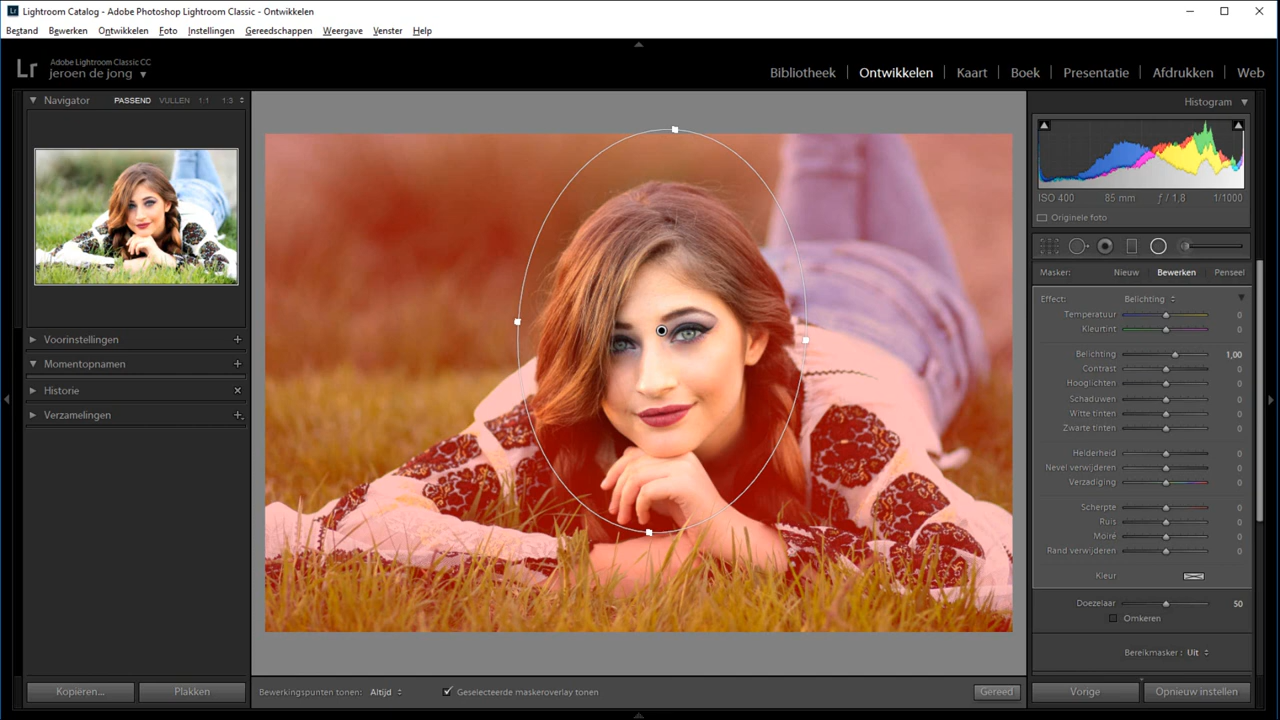 Lightroom Catalog - Adobe Photoshop Lightroom Classic - Ontwikkelen
Bestand Bewerken Ontwikkelen Foto Instellingen Gereedschappen Weergave Venster Help
Lr
Adobe Lightroom Classic CC
jeroen de jong
Bibliotheek Ontwikkelen Kaart Boek Presentatie Afdrukken Web
Navigator PASSEND VULLEN 1:1 1:3
Voorinstellingen
Momentopnamen
Historie
Verzamelingen
Kopiëren... Plakken
Bewerkingspunten tonen: Altijd Geselecteerde maskeroverlay tonen Gereed
Histogram
ISO 400 85 mm ƒ / 1,8 1/1000
Originele foto
Masker: Nieuw Bewerken Penseel
Effect: Belichting
Temperatuur 0
Kleurtint 0
Belichting 1,00
Contrast 0
Hooglichten 0
Schaduwen 0
Witte tinten 0
Zwarte tinten 0
Helderheid 0
Nevel verwijderen 0
Verzadiging 0
Scherpte 0
Ruis 0
Moiré 0
Rand verwijderen 0
Kleur
Doezelaar 50
Omkeren
Bereikmasker : Uit
Vorige Opnieuw instellen